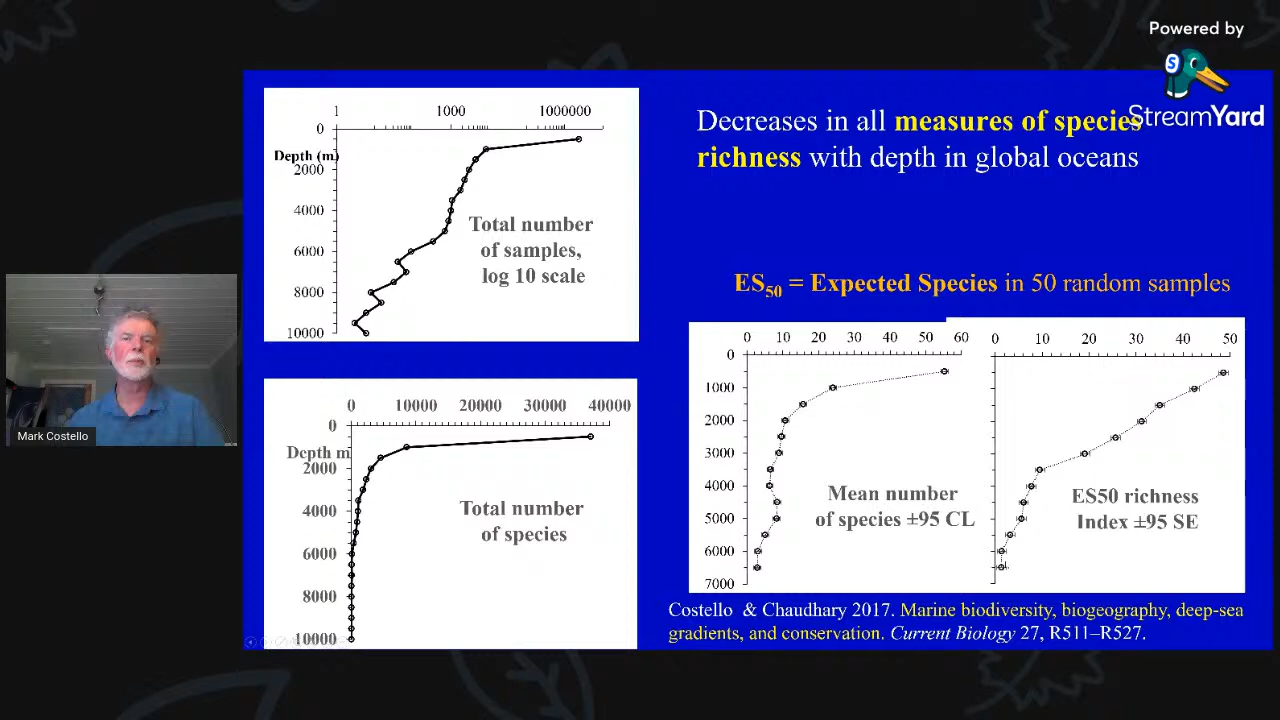 Powered by
StreamYard
Decreases in all measures of species
richness with depth in global oceans
1 1000 1000000
0
Depth (m)
2000
4000
6000
8000
10000
Total number
of samples,
log 10 scale
ES50 = Expected Species in 50 random samples
0 10000 20000 30000 40000
0
Depth m
2000
4000
6000
8000
10000
Total number
of species
0 10 20 30 40 50 60
0
1000
2000
3000
4000
5000
6000
7000
Mean number
of species ±95 CL
0 10 20 30 40 50
ES50 richness
Index ±95 SE
Costello & Chaudhary 2017. Marine biodiversity, biogeography, deep-sea
gradients, and conservation. Current Biology 27, R511–R527.
Mark Costello